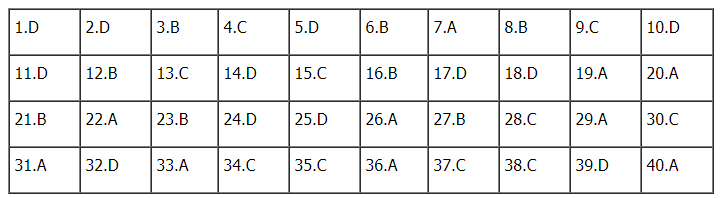 1.D 2.D 3.B 4.C 5.D 6.B 7.A 8.B 9.C 10.D
11.D 12.B 13.C 14.D 15.C 16.B 17.D 18.D 19.A 20.A
21.B 22.A 23.B 24.D 25.D 26.A 27.B 28.C 29.A 30.C
31.A 32.D 33.A 34.C 35.C 36.A 37.C 38.C 39.D 40.A